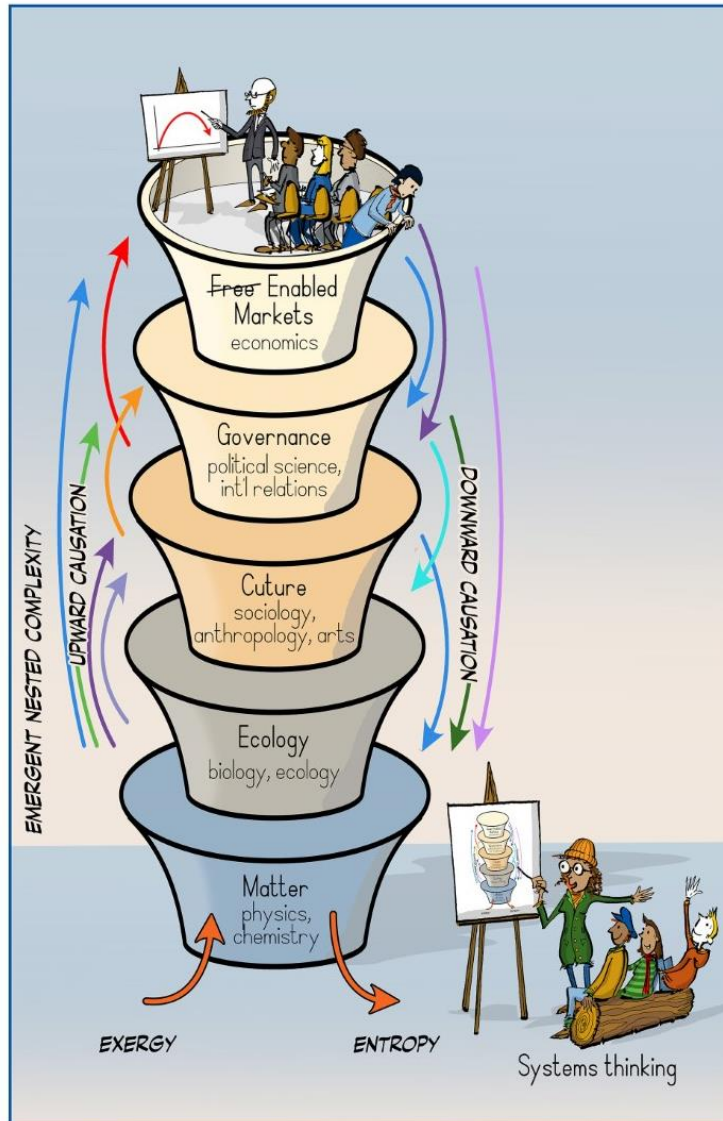 ~~Free~~ Enabled
Markets
economics
Governance
political science,
int'l relations
Cuture
sociology,
anthropology, arts
Ecology
biology, ecology
Matter
physics,
chemistry
EMERGENT NESTED COMPLEXITY
UPWARD CAUSATION
DOWNWARD CAUSATION
EXERGY
ENTROPY
Systems thinking